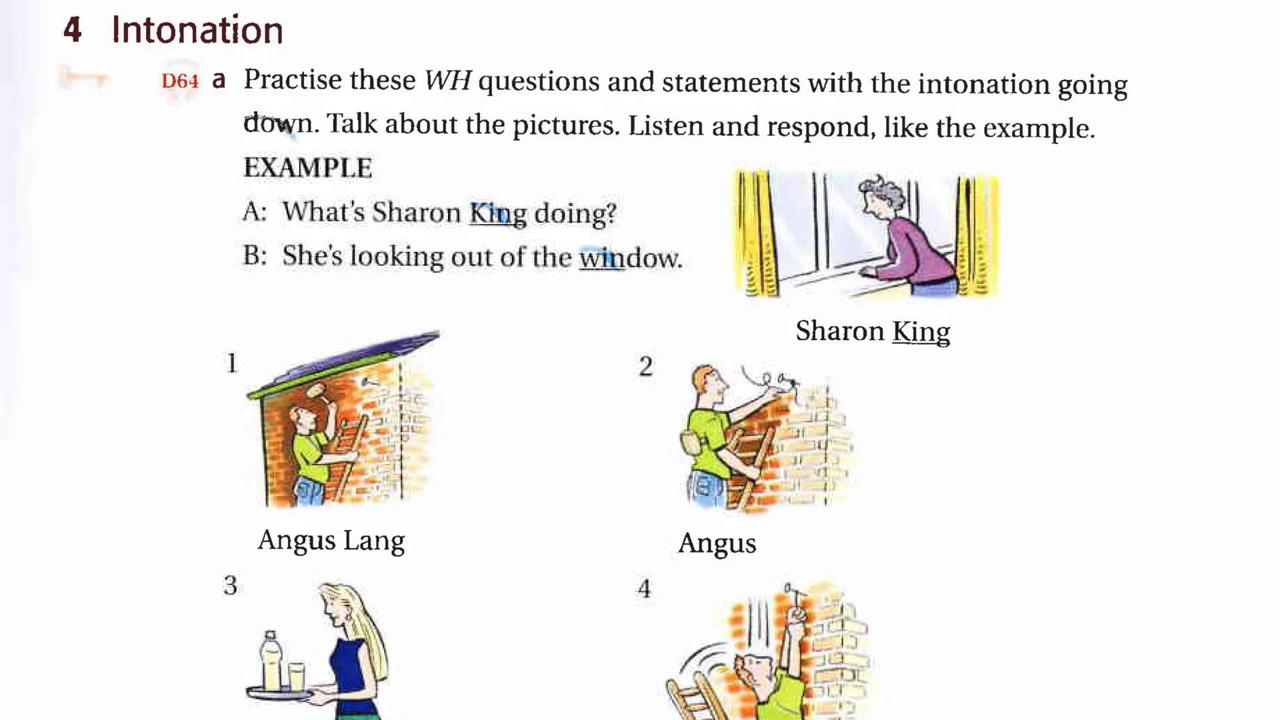 4 Intonation
D64 a Practise these WH questions and statements with the intonation going
down. Talk about the pictures. Listen and respond, like the example.
EXAMPLE
A: What's Sharon King doing?
B: She's looking out of the window.
Sharon King
1
2
Angus Lang
Angus
3
4